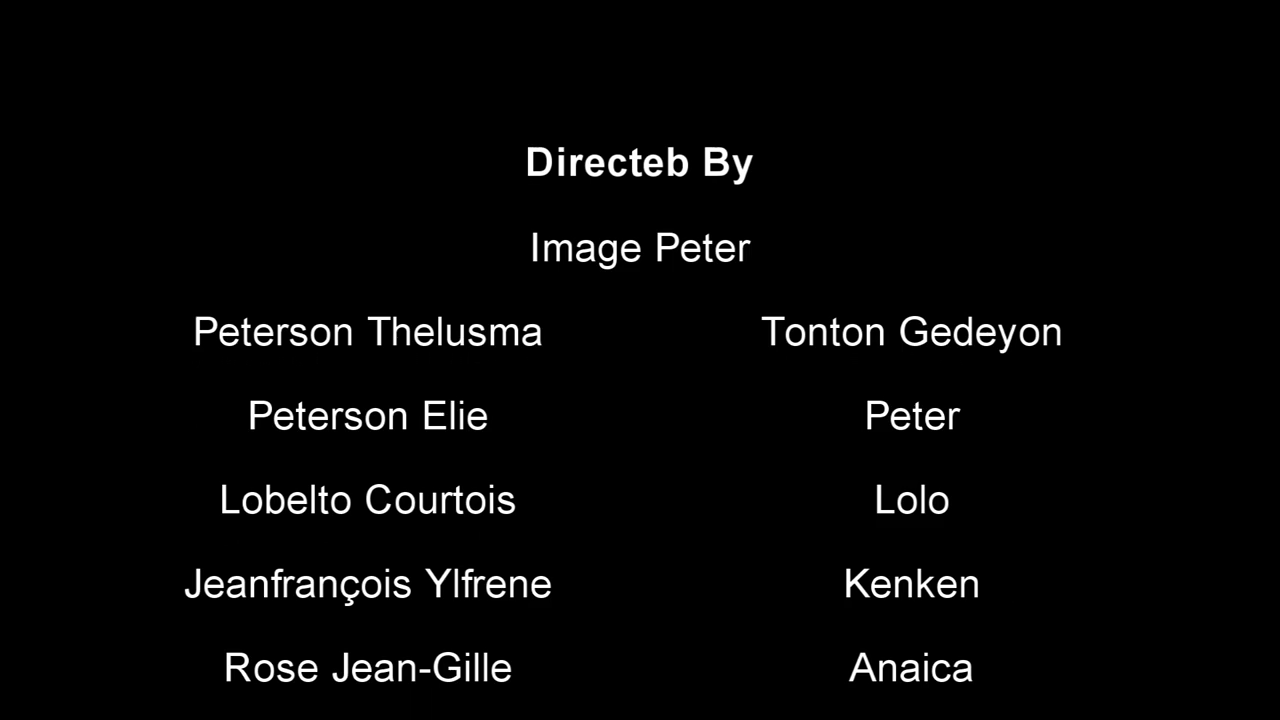 Directeb By
Image Peter
Peterson Thelusma Tonton Gedeyon
Peterson Elie Peter
Lobelto Courtois Lolo
Jeanfrançois Ylfrene Kenken
Rose Jean-Gille Anaica